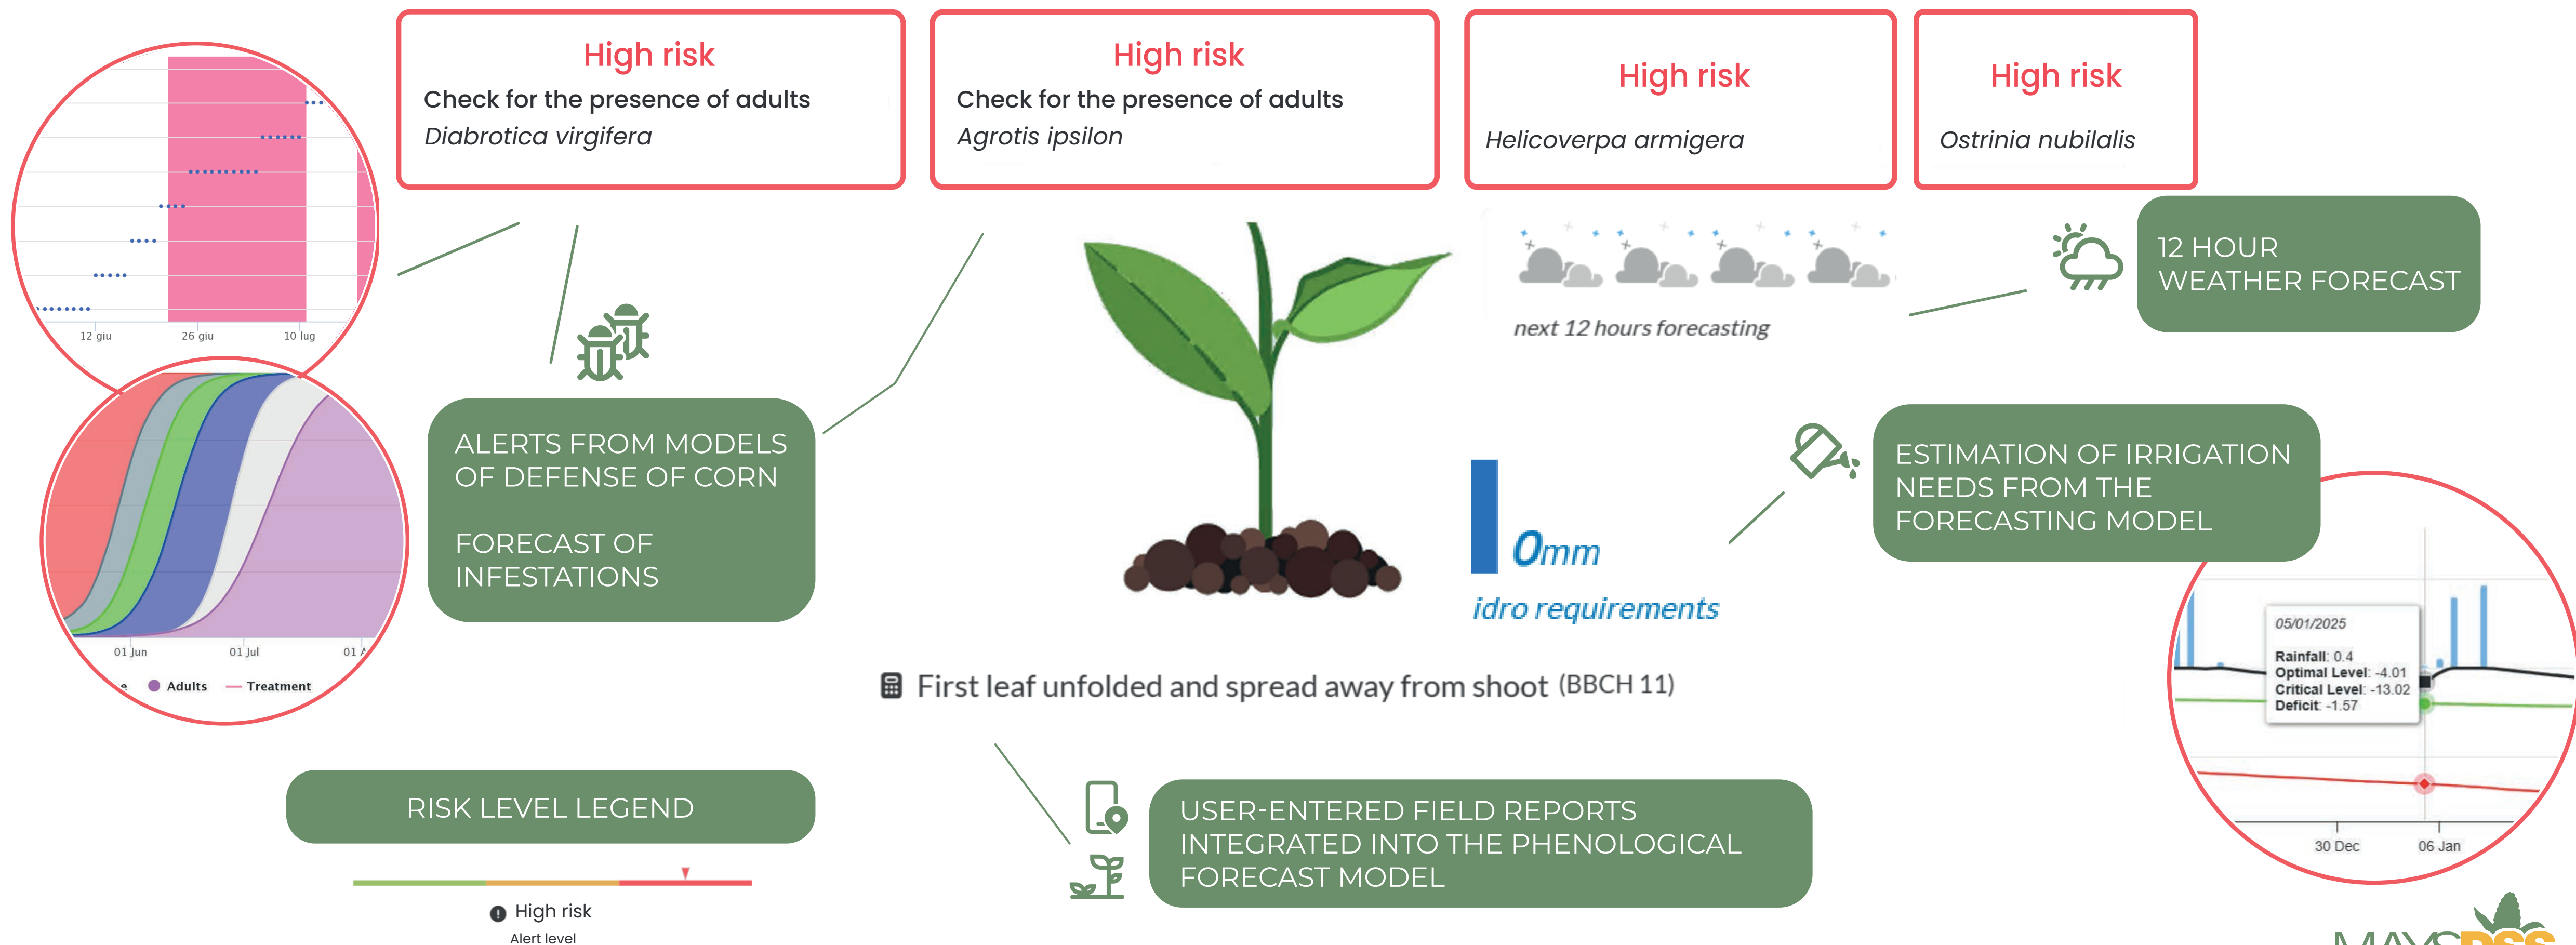 High risk
Check for the presence of adults
Diabrotica virgifera
High risk
Check for the presence of adults
Agrotis ipsilon
High risk
Helicoverpa armigera
High risk
Ostrinia nubilalis
12 giu
26 giu
10 lug
next 12 hours forecasting
12 HOUR
WEATHER FORECAST
ALERTS FROM MODELS
OF DEFENSE OF CORN
FORECAST OF
INFESTATIONS
01 Jun
01 Jul
01
Adults
Treatment
0mm
idro requirements
ESTIMATION OF IRRIGATION
NEEDS FROM THE
FORECASTING MODEL
05/01/2025
Rainfall: 0.4
Optimal Level: -4.01
Critical Level: -13.02
Deficit: -1.57
30 Dec
06 Jan
First leaf unfolded and spread away from shoot (BBCH 11)
RISK LEVEL LEGEND
High risk
Alert level
USER-ENTERED FIELD REPORTS
INTEGRATED INTO THE PHENOLOGICAL
FORECAST MODEL
MAYSDSS